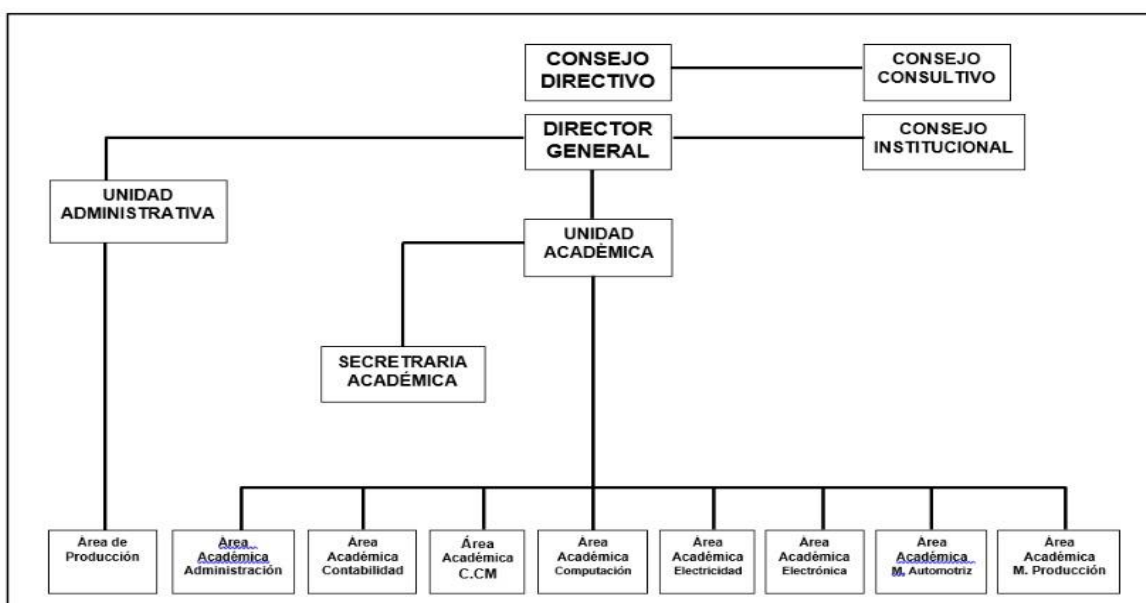 CONSEJO
DIRECTIVO
CONSEJO
CONSULTIVO
DIRECTOR
GENERAL
CONSEJO
INSTITUCIONAL
UNIDAD
ADMINISTRATIVA
UNIDAD
ACADÉMICA
SECRETRARIA
ACADÉMICA
Área de
Producción
Área
Académica
Administración
Área
Académica
Contabilidad
Área
Académica
C.CM
Área
Académica
Computación
Área
Académica
Electricidad
Área
Académica
Electrónica
Área
Académica
M. Automotriz
Área
Académica
M. Producción